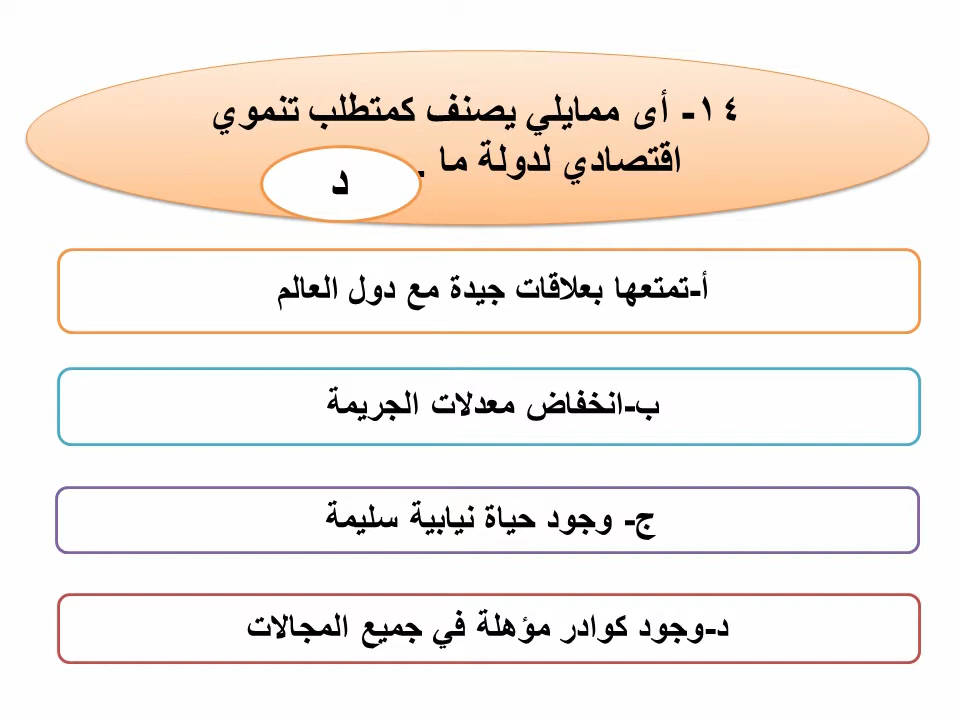 ١٤- أى ممايلي يصنف كمتطلب تنموي
اقتصادي لدولة ما .
د
أ-تمتعها بعلاقات جيدة مع دول العالم
ب-انخفاض معدلات الجريمة
ج- وجود حياة نيابية سليمة
د-وجود كوادر مؤهلة في جميع المجالات